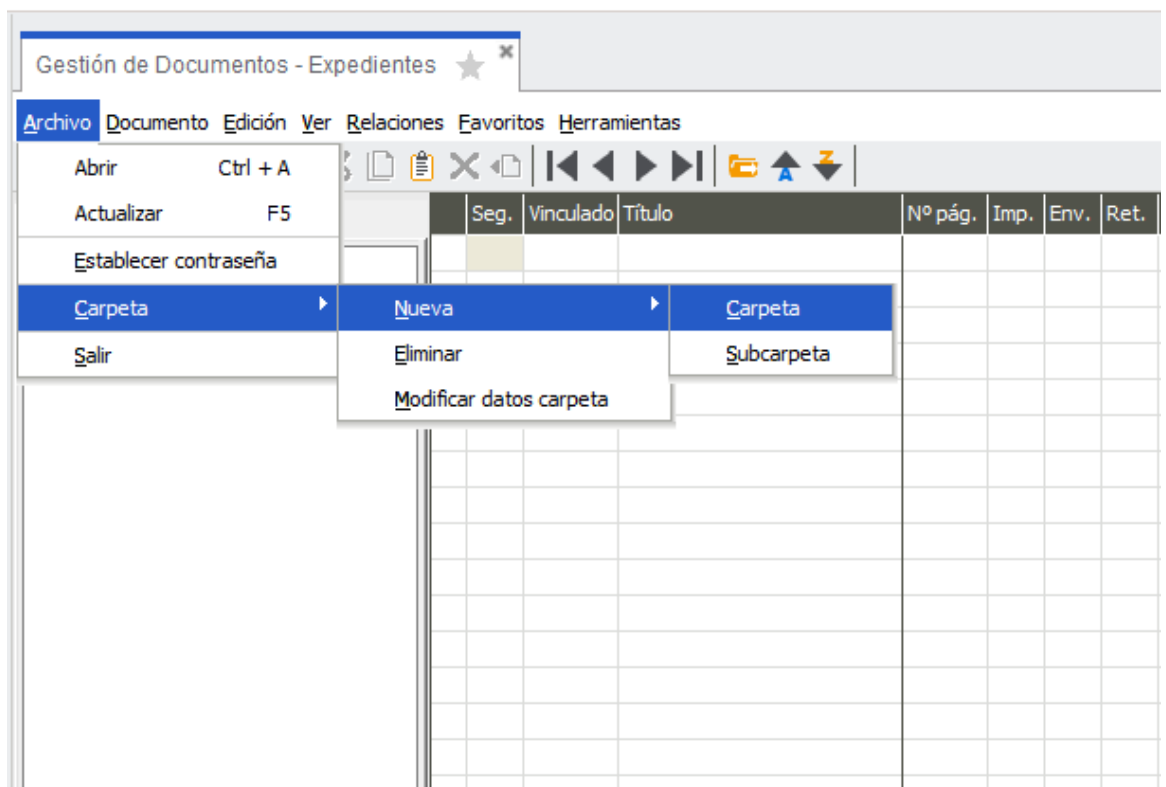 Gestión de Documentos - Expedientes
Archivo Documento Edición Ver Relaciones Favoritos Herramientas
Abrir Ctrl + A
Actualizar F5
Seg. Vinculado Título Nº pág. Imp. Env. Ret.
Establecer contraseña
Carpeta Nueva Carpeta
Salir Eliminar Subcarpeta
Modificar datos carpeta